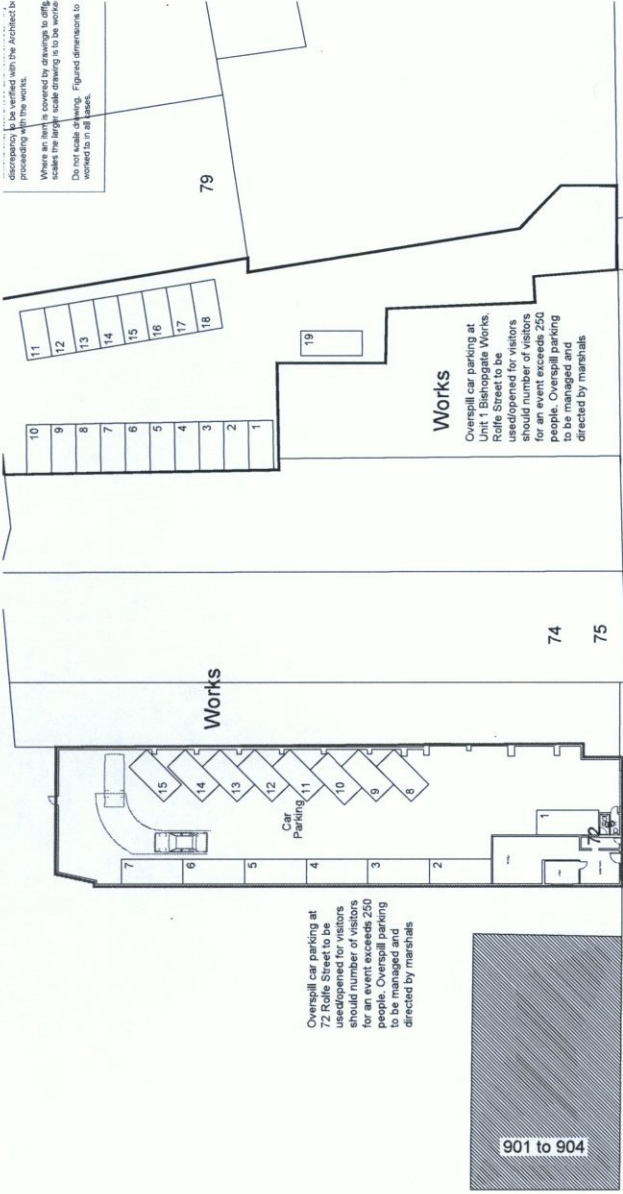 discrepancy to be verified with the Architect be
proceeding with the works.
Where an item is covered by drawings to diffe
scales the larger scale drawing is to be worke
Do not scale drawing. Figured dimensions to
worked to in all cases.
79
11
12
13
14
15
16
17
18
10
9
8
7
6
5
4
3
2
1
19
Works
Overspill car parking at
Unit 1 Bishopgate Works.
Rolfe Street to be
used/opened for visitors
should number of visitors
for an event exceeds 250
people. Overspill parking
to be managed and
directed by marshals
74
75
Works
15
14
13
12
11
10
9
8
Car
Parking
7
6
5
4
3
2
1
72
Overspill car parking at
72 Rolfe Street to be
used/opened for visitors
should number of visitors
for an event exceeds 250
people. Overspill parking
to be managed and
directed by marshals
901 to 904